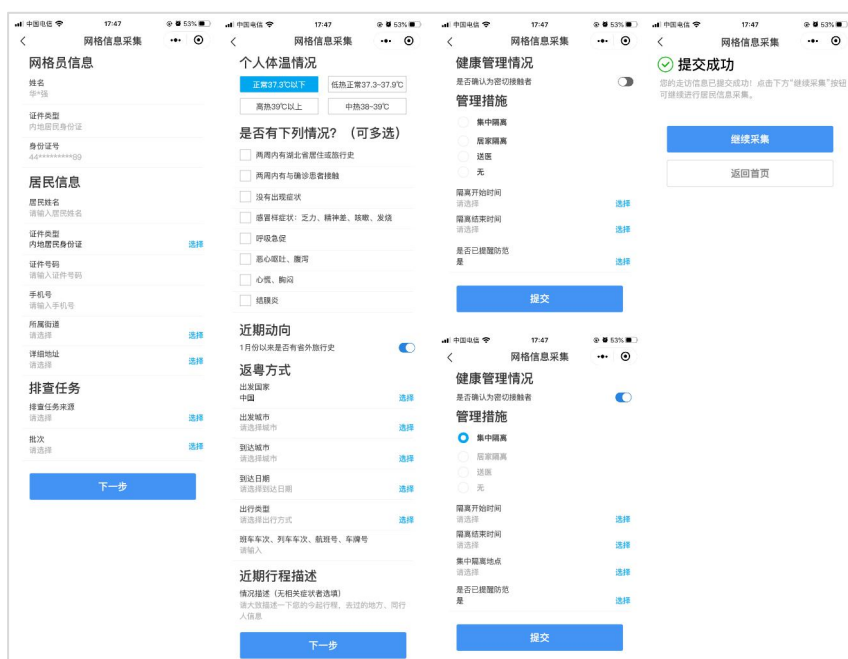 中国电信 17:47 53%
网格信息采集
网格员信息
姓名
华*强
证件类型
内地居民身份证
身份证号
44*********09
居民信息
居民姓名
请输入居民姓名
证件类型
内地居民身份证 选择
证件号码
请输入证件号码
手机号
请输入手机号
所属街道
请选择 选择
详细地址
请选择 选择
排查任务
排查任务来源
请选择 选择
批次
请选择 选择
下一步
中国电信 17:47 53%
网格信息采集
个人体温情况
正常37.3℃以下 低热正常37.3-37.9℃
高热39℃以上 中热38-39℃
是否有下列情况？（可多选）
两周内有湖北省居住或旅行史
两周内有与确诊患者接触
没有出现症状
感冒样症状：乏力、精神差、咳嗽、发烧
呼吸急促
恶心呕吐、腹泻
心慌、胸闷
结膜炎
近期动向
1月份以来是否有省外旅行史
返粤方式
出发国家
中国 选择
出发城市
请选择城市 选择
到达城市
请选择城市 选择
到达日期
请选择到达日期 选择
出行类型
请选择出行方式 选择
班车车次、列车车次、航班号、车牌号
请输入
近期行程描述
情况描述（无相关症状者选填）
请大致描述一下您的今起行程、去过的地方、同行
人信息
下一步
中国电信 17:47 53%
网格信息采集
健康管理情况
是否确认为密切接触者
管理措施
集中隔离
居家隔离
送医
无
隔离开始时间
请选择 选择
隔离结束时间
请选择 选择
是否已提醒防范
是 选择
提交
中国电信 17:47 53%
网格信息采集
健康管理情况
是否确认为密切接触者
管理措施
集中隔离
居家隔离
送医
无
隔离开始时间
请选择 选择
隔离结束时间
请选择 选择
集中隔离地点
请选择 选择
是否已提醒防范
是 选择
提交
中国电信 17:47 53%
网格信息采集
提交成功
您的走访信息已提交成功！点击下方"继续采集"按钮
可继续进行居民信息采集。
继续采集
返回首页